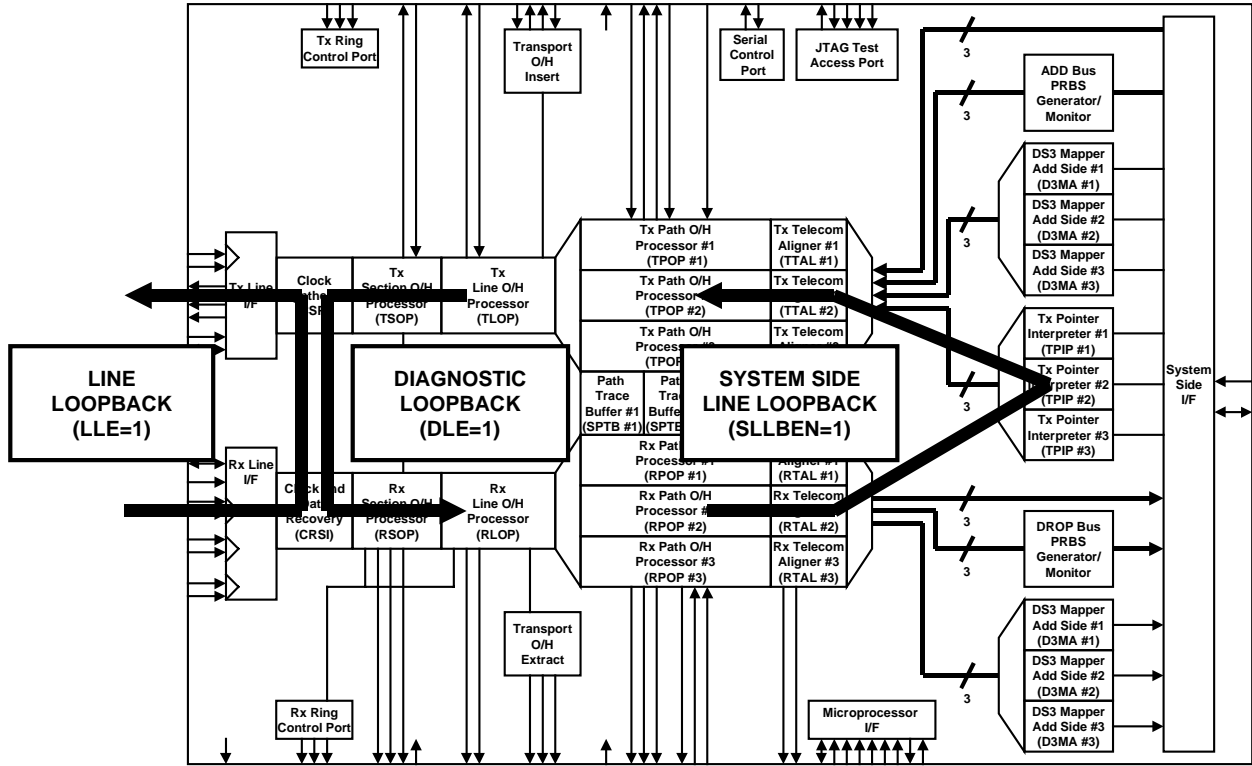 Tx Ring
Control Port
Transport
O/H
Insert
Serial
Control
Port
JTAG Test
Access Port
3
ADD Bus
PRBS
Generator/
Monitor
3
DS3 Mapper
Add Side #1
(D3MA #1)
DS3 Mapper
Add Side #2
(D3MA #2)
DS3 Mapper
Add Side #3
(D3MA #3)
3
Tx Path O/H
Processor #1
(TPOP #1)
Tx Telecom
Aligner #1
(TTAL #1)
Tx Line
I/F
Clock
Tx
Section O/H
Processor
(TSOP)
Tx
Line O/H
Processor
(TLOP)
Tx Path O/H
Processor
(TPOP #2)
Tx Telecom
(TTAL #2)
Tx Path O/H
Tx Telecom
Tx Pointer
Interpreter #1
(TPIP #1)
Tx Pointer
#2
(TPIP #2)
Tx Pointer
Interpreter #3
(TPIP #3)
3
System
Side
I/F
LINE
LOOPBACK
(LLE=1)
DIAGNOSTIC
LOOPBACK
(DLE=1)
Path
Trace
Buffer #1
(SPTB #1)
SYSTEM SIDE
LINE LOOPBACK
(SLLBEN=1)
Rx Line
I/F
Recovery
(CRSI)
Rx
Section O/H
Processor
(RSOP)
Rx
Line O/H
Processor
(RLOP)
(RPOP #1)
(RTAL #1)
Rx Path O/H
Processor
(RPOP #2)
Rx Telecom
(RTAL #2)
Rx Path O/H
Processor #3
(RPOP #3)
Rx Telecom
Aligner #3
(RTAL #3)
3
DROP Bus
PRBS
Generator/
Monitor
3
Transport
O/H
Extract
DS3 Mapper
Add Side #1
(D3MA #1)
DS3 Mapper
Add Side #2
(D3MA #2)
DS3 Mapper
Add Side #3
(D3MA #3)
3
Rx Ring
Control Port
Microprocessor
I/F